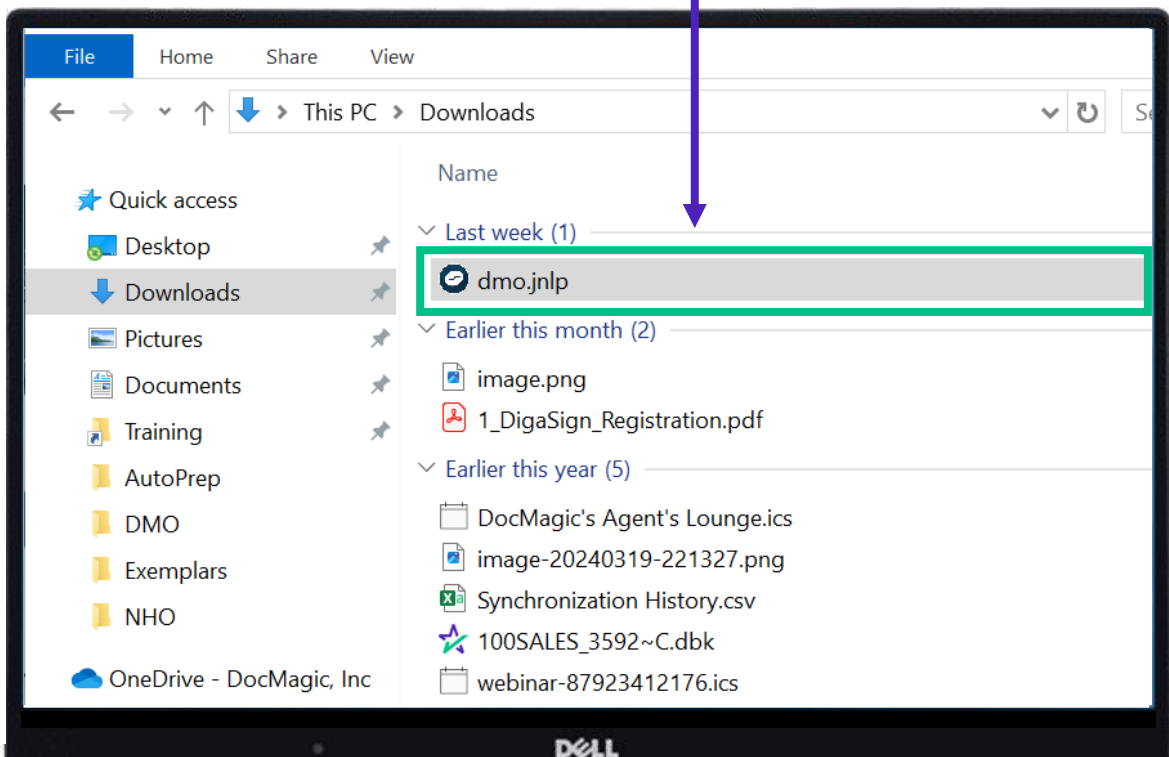 File Home Share View
This PC Downloads
Name
Quick access
Desktop
Downloads
Pictures
Documents
Training
AutoPrep
DMO
Exemplars
NHO
OneDrive - DocMagic, Inc
Last week (1)
dmo.jnlp
Earlier this month (2)
image.png
1_DigaSign_Registration.pdf
Earlier this year (5)
DocMagic's Agent's Lounge.ics
image-20240319-221327.png
Synchronization History.csv
100SALES_3592~C.dbk
webinar-87923412176.ics
DELL